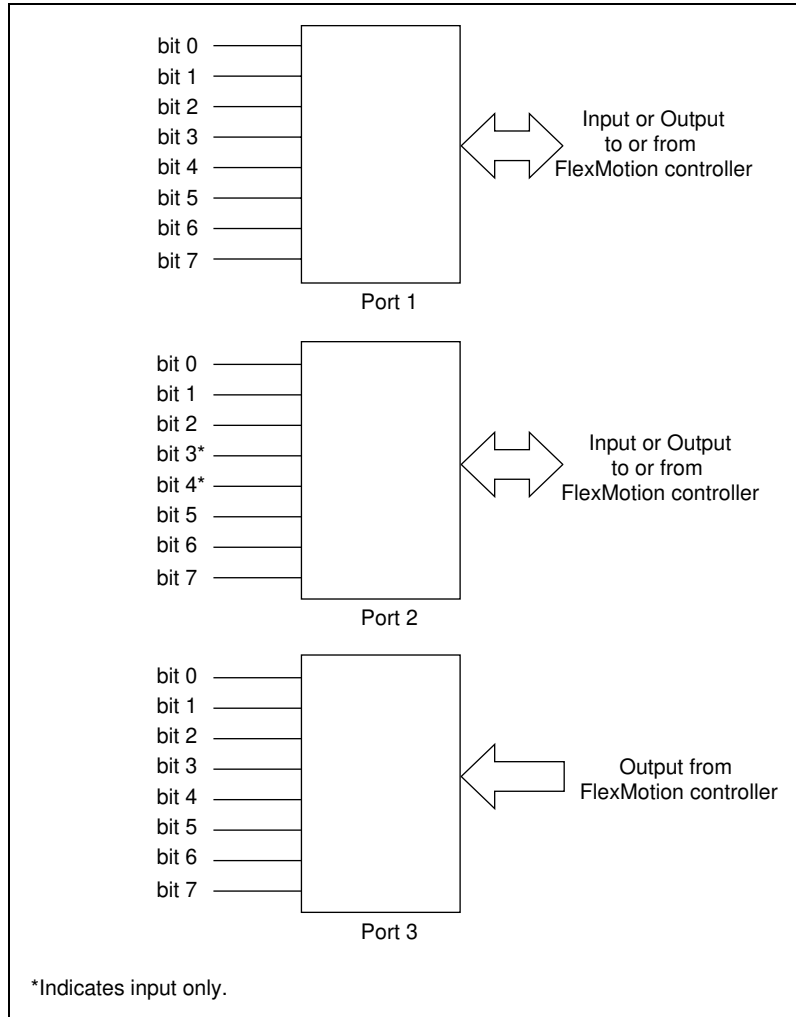 bit 0
bit 1
bit 2
bit 3
bit 4
bit 5
bit 6
bit 7
Port 1
Input or Output
to or from
FlexMotion controller
bit 0
bit 1
bit 2
bit 3*
bit 4*
bit 5
bit 6
bit 7
Port 2
Input or Output
to or from
FlexMotion controller
bit 0
bit 1
bit 2
bit 3
bit 4
bit 5
bit 6
bit 7
Port 3
Output from
FlexMotion controller
*Indicates input only.